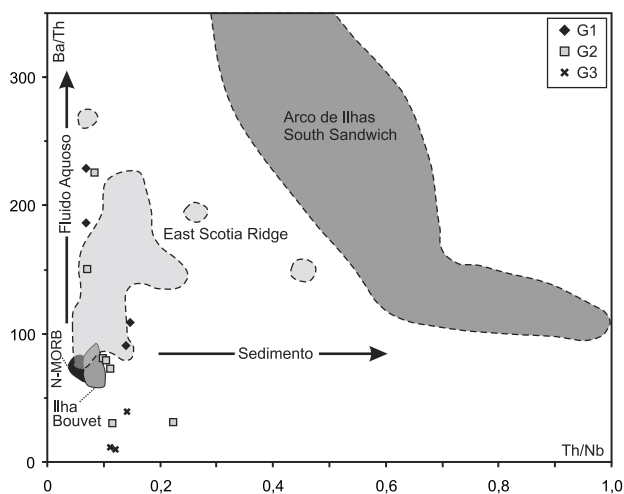 Ba/Th
G1
G2
G3
300
Arco de Ilhas
South Sandwich
Fluido Aquoso
200
East Scotia Ridge
100
N-MORB
Sedimento
Ilha
Bouvet
Th/Nb
0
0
0,2
0,4
0,6
0,8
1,0